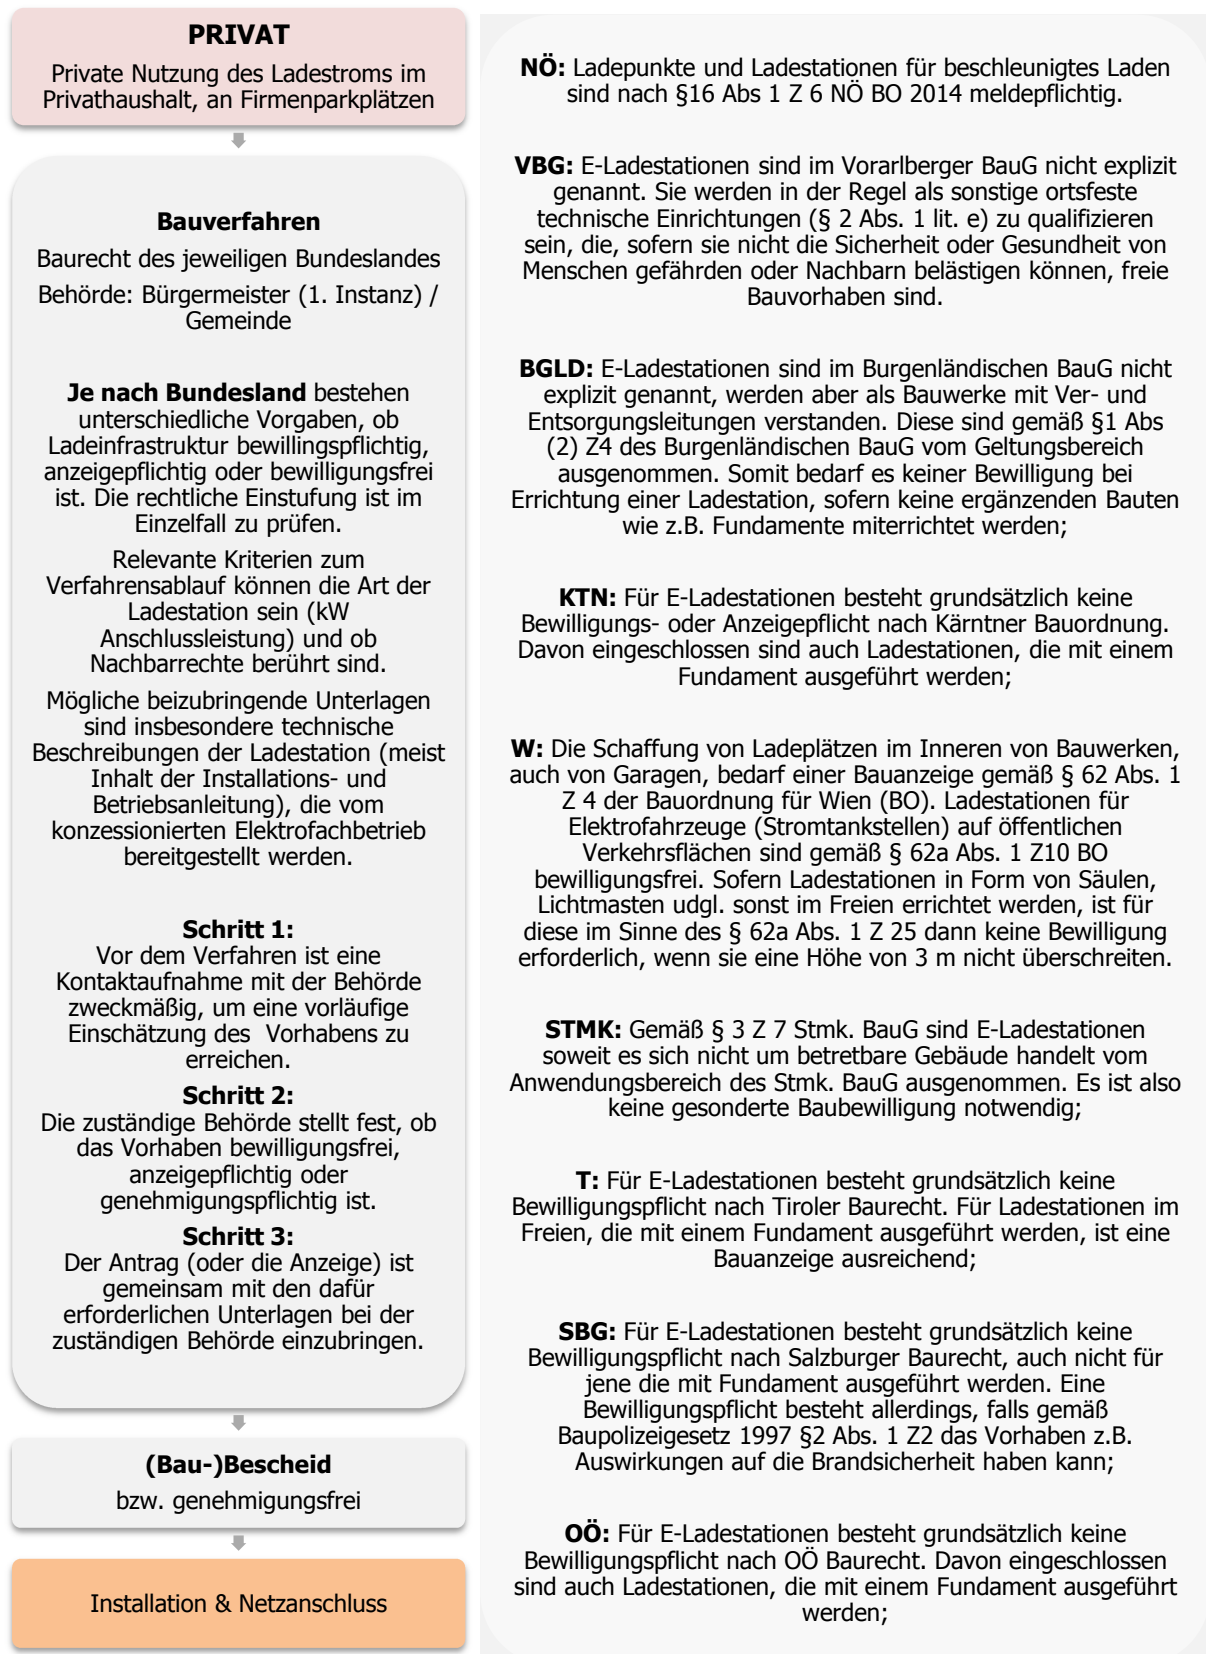 PRIVAT
Private Nutzung des Ladestroms im
Privathaushalt, an Firmenparkplätzen
Bauverfahren
Baurecht des jeweiligen Bundeslandes
Behörde: Bürgermeister (1. Instanz) /
Gemeinde
Je nach Bundesland bestehen
unterschiedliche Vorgaben, ob
Ladeinfrastruktur bewillingspflichtig,
anzeigepflichtig oder bewilligungsfrei
ist. Die rechtliche Einstufung ist im
Einzelfall zu prüfen.
Relevante Kriterien zum
Verfahrensablauf können die Art der
Ladestation sein (kW
Anschlussleistung) und ob
Nachbarrechte berührt sind.
Mögliche beizubringende Unterlagen
sind insbesondere technische
Beschreibungen der Ladestation (meist
Inhalt der Installations- und
Betriebsanleitung), die vom
konzessionierten Elektrofachbetrieb
bereitgestellt werden.
Schritt 1:
Vor dem Verfahren ist eine
Kontaktaufnahme mit der Behörde
zweckmäßig, um eine vorläufige
Einschätzung des  Vorhabens zu
erreichen.
Schritt 2:
Die zuständige Behörde stellt fest, ob
das Vorhaben bewilligungsfrei,
anzeigepflichtig oder
genehmigungspflichtig ist.
Schritt 3:
Der Antrag (oder die Anzeige) ist
gemeinsam mit den dafür
erforderlichen Unterlagen bei der
zuständigen Behörde einzubringen.
(Bau-)Bescheid
bzw. genehmigungsfrei
Installation & Netzanschluss
NÖ: Ladepunkte und Ladestationen für beschleunigtes Laden
sind nach §16 Abs 1 Z 6 NÖ BO 2014 meldepflichtig.
VBG: E-Ladestationen sind im Vorarlberger BauG nicht explizit
genannt. Sie werden in der Regel als sonstige ortsfeste
technische Einrichtungen (§ 2 Abs. 1 lit. e) zu qualifizieren
sein, die, sofern sie nicht die Sicherheit oder Gesundheit von
Menschen gefährden oder Nachbarn belästigen können, freie
Bauvorhaben sind.
BGLD: E-Ladestationen sind im Burgenländischen BauG nicht
explizit genannt, werden aber als Bauwerke mit Ver- und
Entsorgungsleitungen verstanden. Diese sind gemäß §1 Abs
(2) Z4 des Burgenländischen BauG vom Geltungsbereich
ausgenommen. Somit bedarf es keiner Bewilligung bei
Errichtung einer Ladestation, sofern keine ergänzenden Bauten
wie z.B. Fundamente miterrichtet werden;
KTN: Für E-Ladestationen besteht grundsätzlich keine
Bewilligungs- oder Anzeigepflicht nach Kärntner Bauordnung.
Davon eingeschlossen sind auch Ladestationen, die mit einem
Fundament ausgeführt werden;
W: Die Schaffung von Ladeplätzen im Inneren von Bauwerken,
auch von Garagen, bedarf einer Bauanzeige gemäß § 62 Abs. 1
Z 4 der Bauordnung für Wien (BO). Ladestationen für
Elektrofahrzeuge (Stromtankstellen) auf öffentlichen
Verkehrsflächen sind gemäß § 62a Abs. 1 Z10 BO
bewilligungsfrei. Sofern Ladestationen in Form von Säulen,
Lichtmasten udgl. sonst im Freien errichtet werden, ist für
diese im Sinne des § 62a Abs. 1 Z 25 dann keine Bewilligung
erforderlich, wenn sie eine Höhe von 3 m nicht überschreiten.
STMK: Gemäß § 3 Z 7 Stmk. BauG sind E-Ladestationen
soweit es sich nicht um betretbare Gebäude handelt vom
Anwendungsbereich des Stmk. BauG ausgenommen. Es ist also
keine gesonderte Baubewilligung notwendig;
T: Für E-Ladestationen besteht grundsätzlich keine
Bewilligungspflicht nach Tiroler Baurecht. Für Ladestationen im
Freien, die mit einem Fundament ausgeführt werden, ist eine
Bauanzeige ausreichend;
SBG: Für E-Ladestationen besteht grundsätzlich keine
Bewilligungspflicht nach Salzburger Baurecht, auch nicht für
jene die mit Fundament ausgeführt werden. Eine
Bewilligungspflicht besteht allerdings, falls gemäß
Baupolizeigesetz 1997 §2 Abs. 1 Z2 das Vorhaben z.B.
Auswirkungen auf die Brandsicherheit haben kann;
OÖ: Für E-Ladestationen besteht grundsätzlich keine
Bewilligungspflicht nach OÖ Baurecht. Davon eingeschlossen
sind auch Ladestationen, die mit einem Fundament ausgeführt
werden;